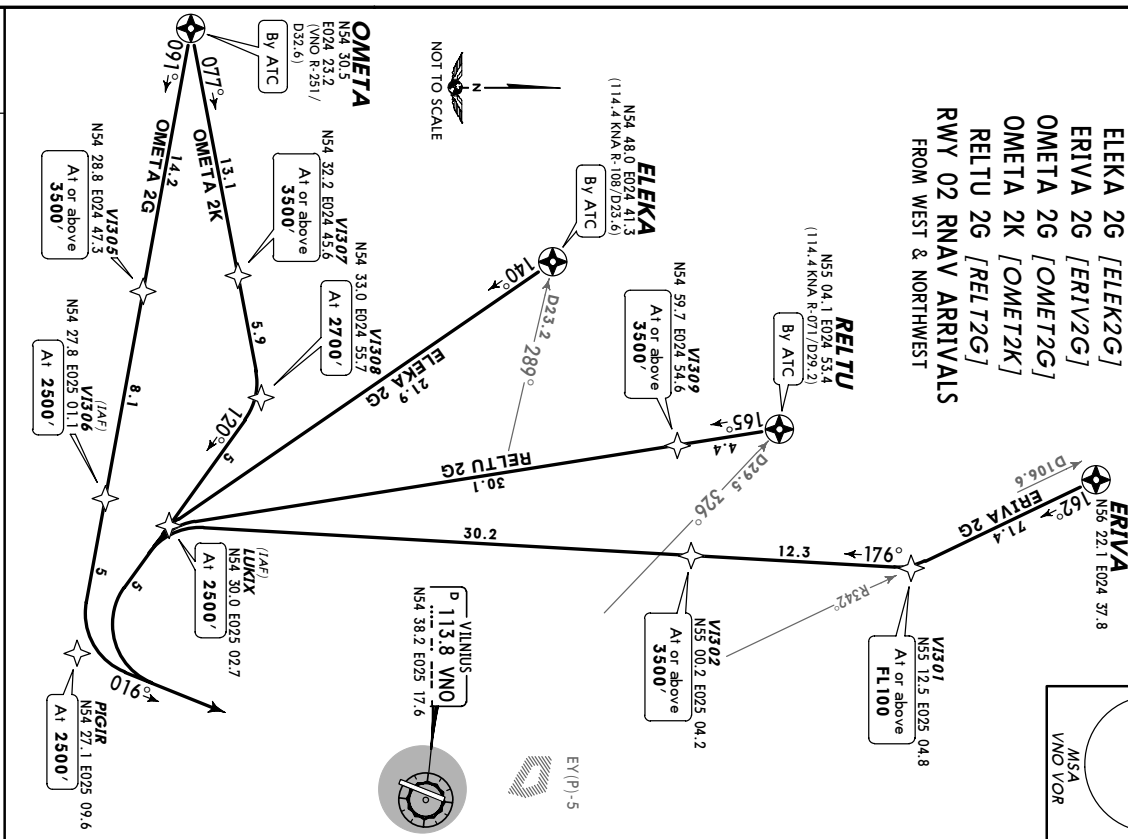 ELEKA 2G [ELEK2G]
ERIVA 2G [ERIV2G]
OMETA 2G [OMET2G]
OMETA 2K [OMET2K]
RELTU 2G [RELT2G]
RWY 02 RNAV ARRIVALS
FROM WEST & NORTHWEST
MSA
VNO VOR
ERIVA
N56 22.1 E024 37.8
162°
D106.6
ERIVA 2G
71.4
VI301
N55 12.5 E025 04.8
At or above
FL100
R342°
176°
12.3
VI302
N55 00.2 E025 04.2
At or above
3500'
30.2
RELTU
N55 04.1 E024 53.4
(114.4 KNA R-071/D29.2)
By ATC
165°
4.4
D29.5 326°
VI309
N54 59.7 E024 54.6
At or above
3500'
RELTU 2G
30.1
ELEKA
N54 48.0 E024 41.3
(114.4 KNA R-108/D23.6)
By ATC
140°
D23.2 289°
ELEKA 2G
21.9
NOT TO SCALE
N
OMETA
N54 30.5
E024 23.2
(VNO R-251/
D32.6)
By ATC
077°
091°
OMETA 2K
13.1
OMETA 2G
14.2
VI307
N54 32.2 E024 45.6
At or above
3500'
5.9
VI308
N54 33.0 E024 55.7
At 2700'
120°
5
VI305
N54 28.8 E024 47.3
At or above
3500'
8.1
(IAF)
VI306
N54 27.8 E025 01.1
At 2500'
5
(IAF)
LUKIX
N54 30.0 E025 02.7
At 2500'
5
016°
PIGIR
N54 27.1 E025 09.6
At 2500'
VILNIUS
D 113.8 VNO
N54 38.2 E025 17.6
EY(P)-5